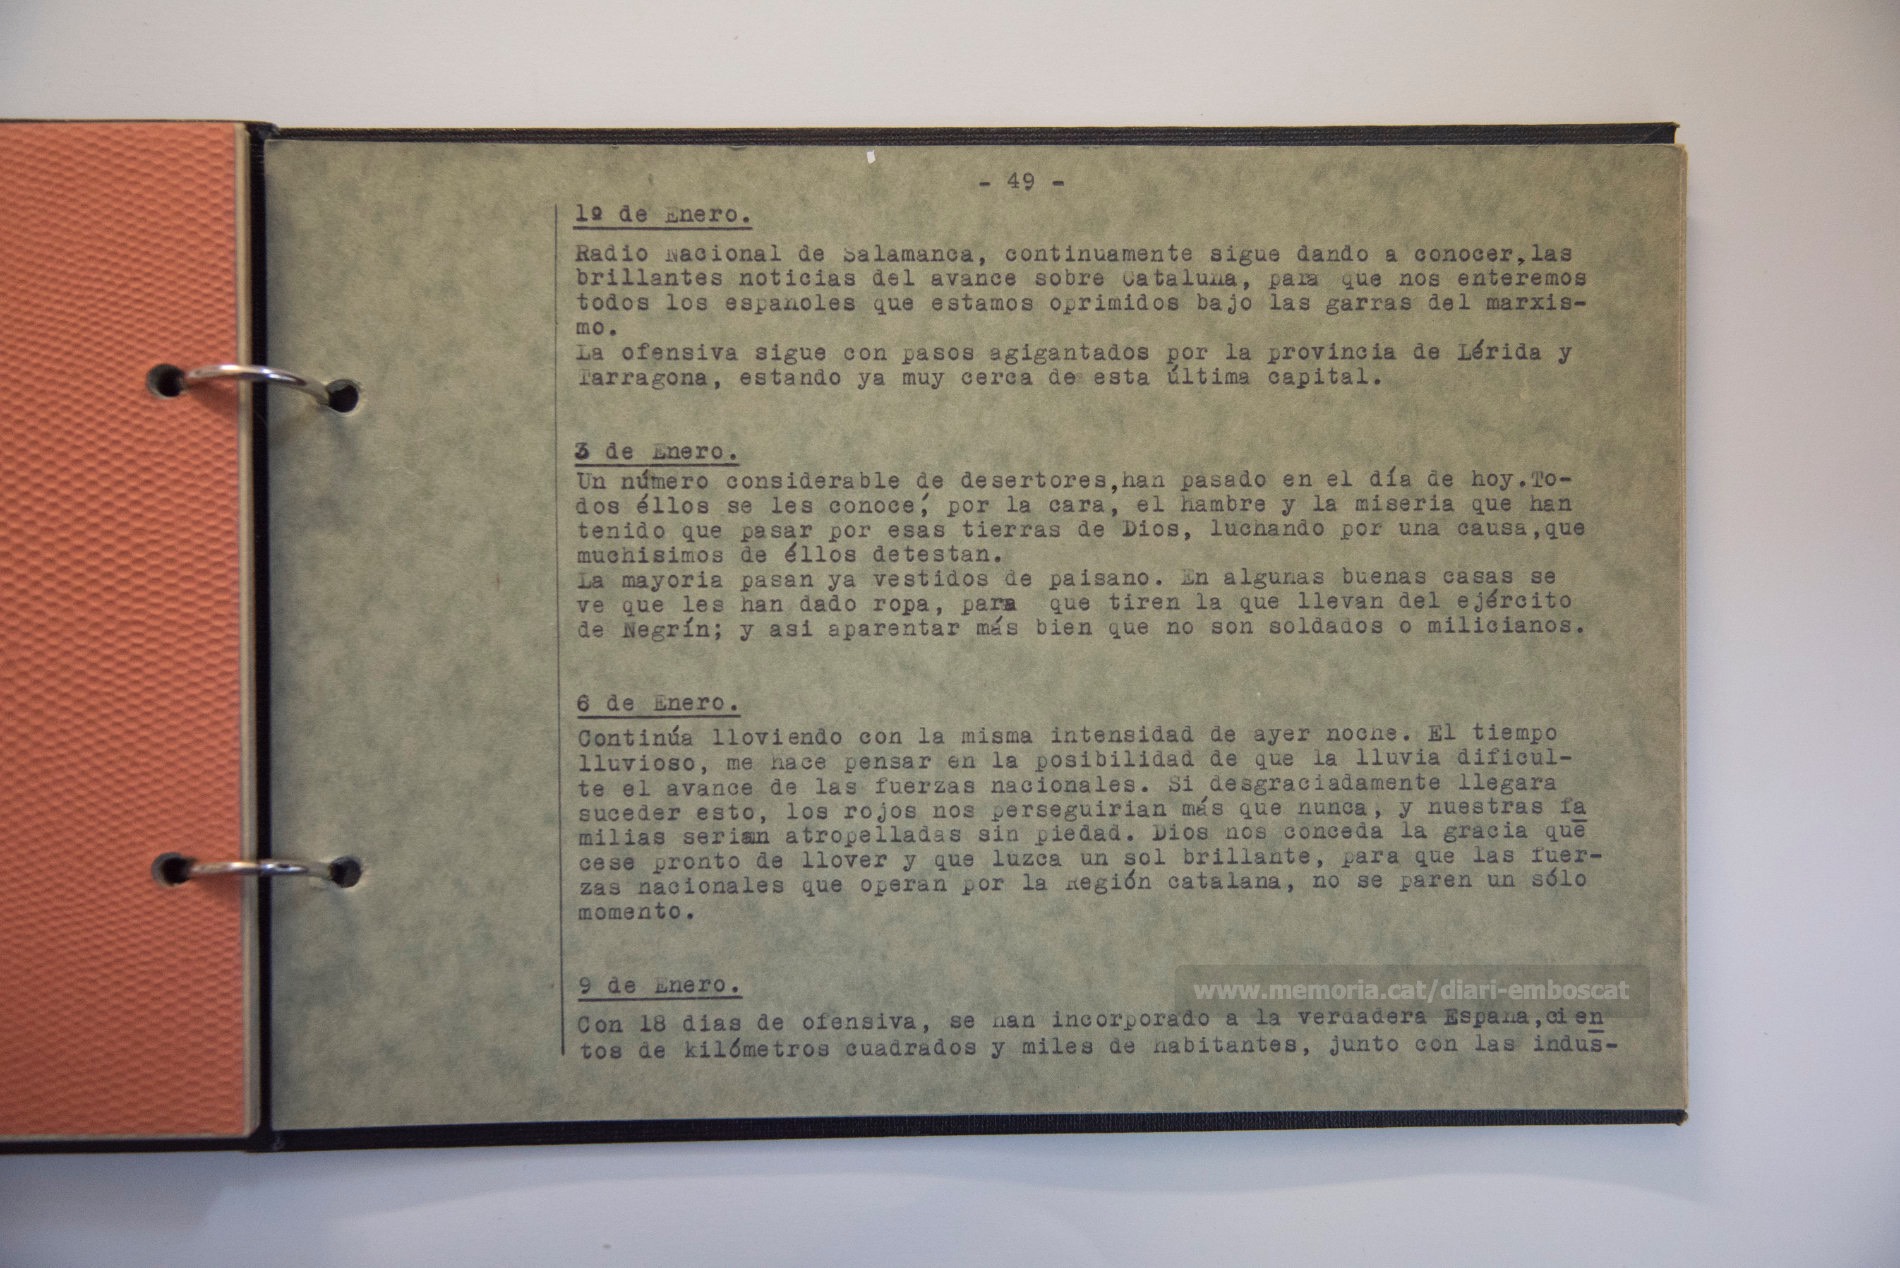 - 49 -
1º de Enero.
Radio Nacional de Salamanca, continuamente sigue dando a conocer,las
brillantes noticias del avance sobre Cataluña, para que nos enteremos
todos los españoles que estamos oprimidos bajo las garras del marxis-
mo.
La ofensiva sigue con pasos agigantados por la provincia de Lérida y
Tarragona, estando ya muy cerca de esta última capital.
3 de Enero.
Un número considerable de desertores,han pasado en el día de hoy.To-
dos éllos se les conoce, por la cara, el hambre y la miseria que han
tenido que pasar por esas tierras de Dios, luchando por una causa,que
muchisimos de éllos detestan.
La mayoria pasan ya vestidos de paisano. En algunas buenas casas se
ve que les han dado ropa, para que tiren la que llevan del ejército
de Negrín; y asi aparentar más bien que no son soldados o milicianos.
6 de Enero.
Continúa lloviendo con la misma intensidad de ayer noche. El tiempo
lluvioso, me hace pensar en la posibilidad de que la lluvia dificul-
te el avance de las fuerzas nacionales. Si desgraciadamente llegara
suceder esto, los rojos nos perseguirian más que nunca, y nuestras fa
milias serian atropelladas sin piedad. Dios nos conceda la gracia que
cese pronto de llover y que luzca un sol brillante, para que las fuer-
zas nacionales que operan por la Región catalana, no se paren un sólo
momento.
9 de Enero.
www.memoria.cat/diari-emboscat
Con 18 dias de ofensiva, se han incorporado a la verdadera España,cien
tos de kilómetros cuadrados y miles de habitantes, junto con las indus-